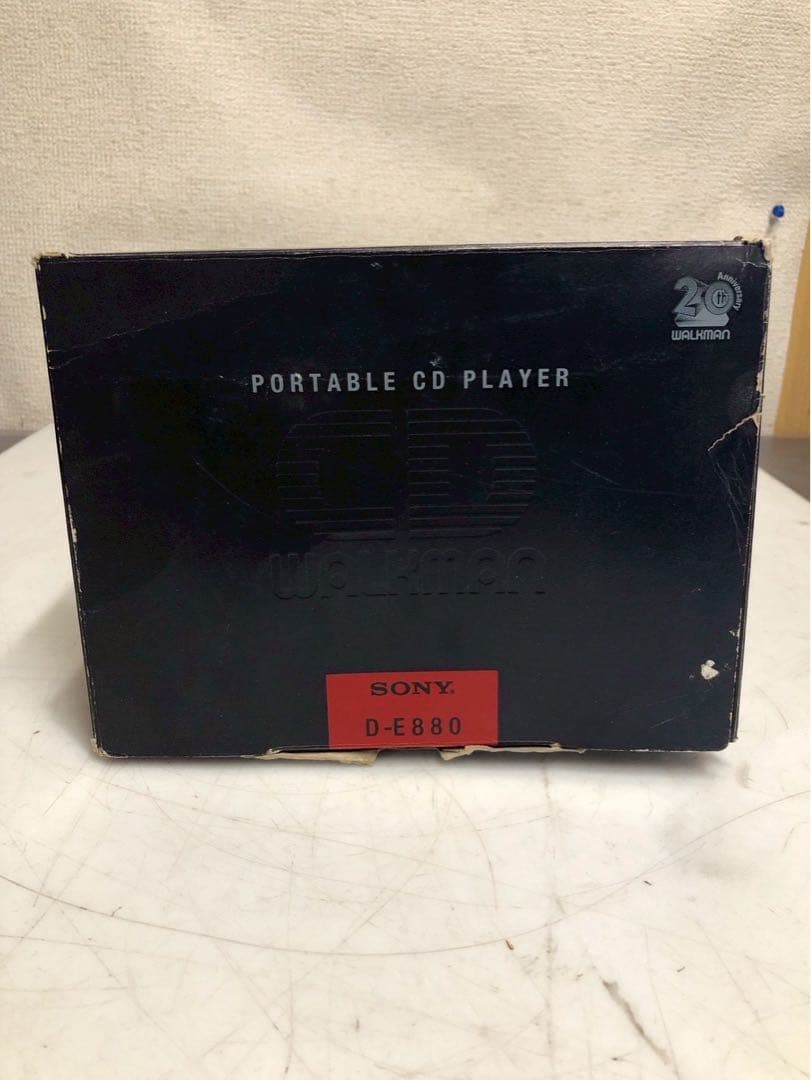 20th
Anniversary
WALKMAN
PORTABLE CD PLAYER
CD
WALKMAN
SONY®
D-E880